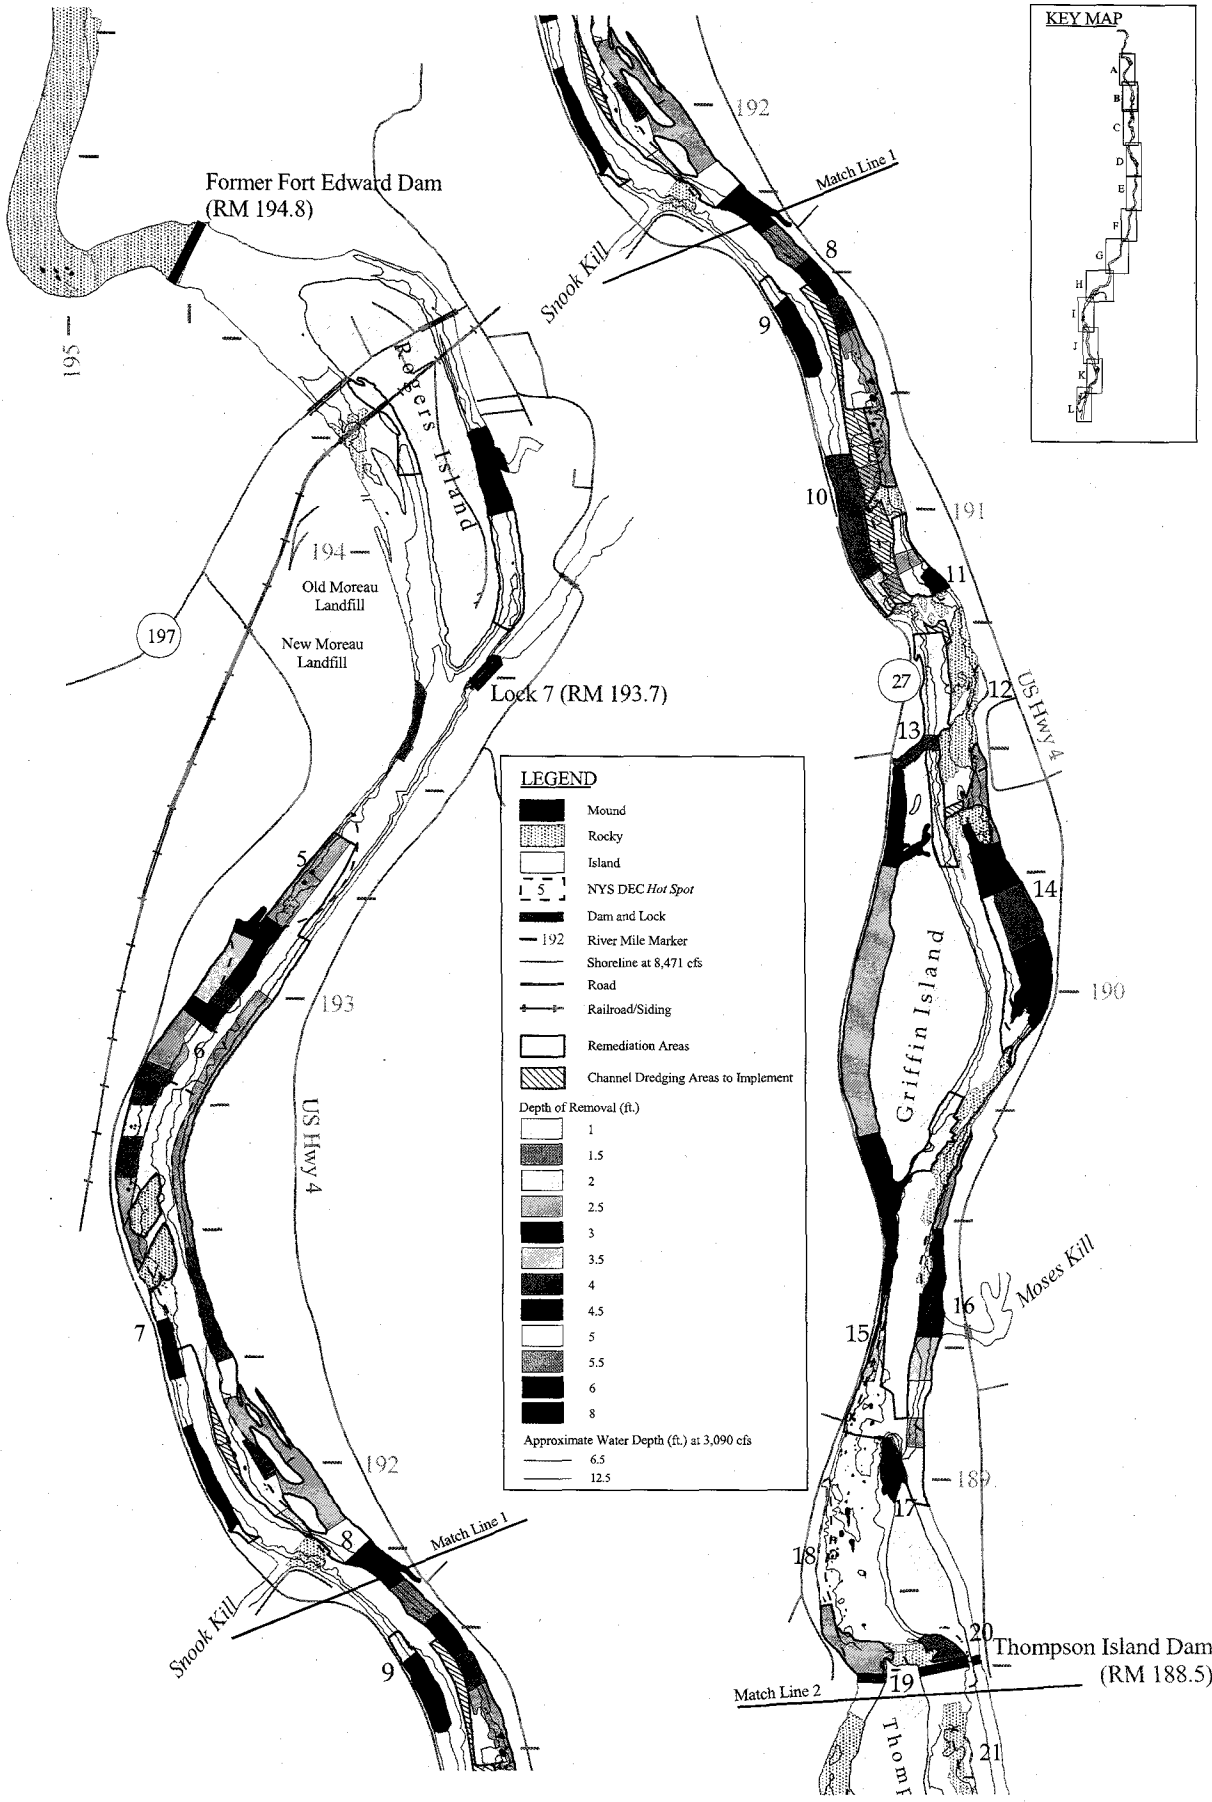 KEY MAP
A
B
C
D
E
F
G
H
I
J
K
L
192
Match Line 1
Snook Kill
8
9
10
191
11
27
12
US Hwy 4
13
14
Griffin Island
190
Moses Kill
16
15
189
17
18
20
Thompson Island Dam
(RM 188.5)
19
Match Line 2
Thomp
21
Former Fort Edward Dam
(RM 194.8)
195
Rogers Island
194
Old Moreau
Landfill
197
New Moreau
Landfill
Lock 7 (RM 193.7)
5
193
6
US Hwy 4
7
192
8
Match Line 1
Snook Kill
9
LEGEND
Mound
Rocky
Island
5 NYS DEC Hot Spot
Dam and Lock
192 River Mile Marker
Shoreline at 8,471 cfs
Road
Railroad/Siding
Remediation Areas
Channel Dredging Areas to Implement
Depth of Removal (ft.)
1
1.5
2
2.5
3
3.5
4
4.5
5
5.5
6
8
Approximate Water Depth (ft.) at 3,090 cfs
6.5
12.5